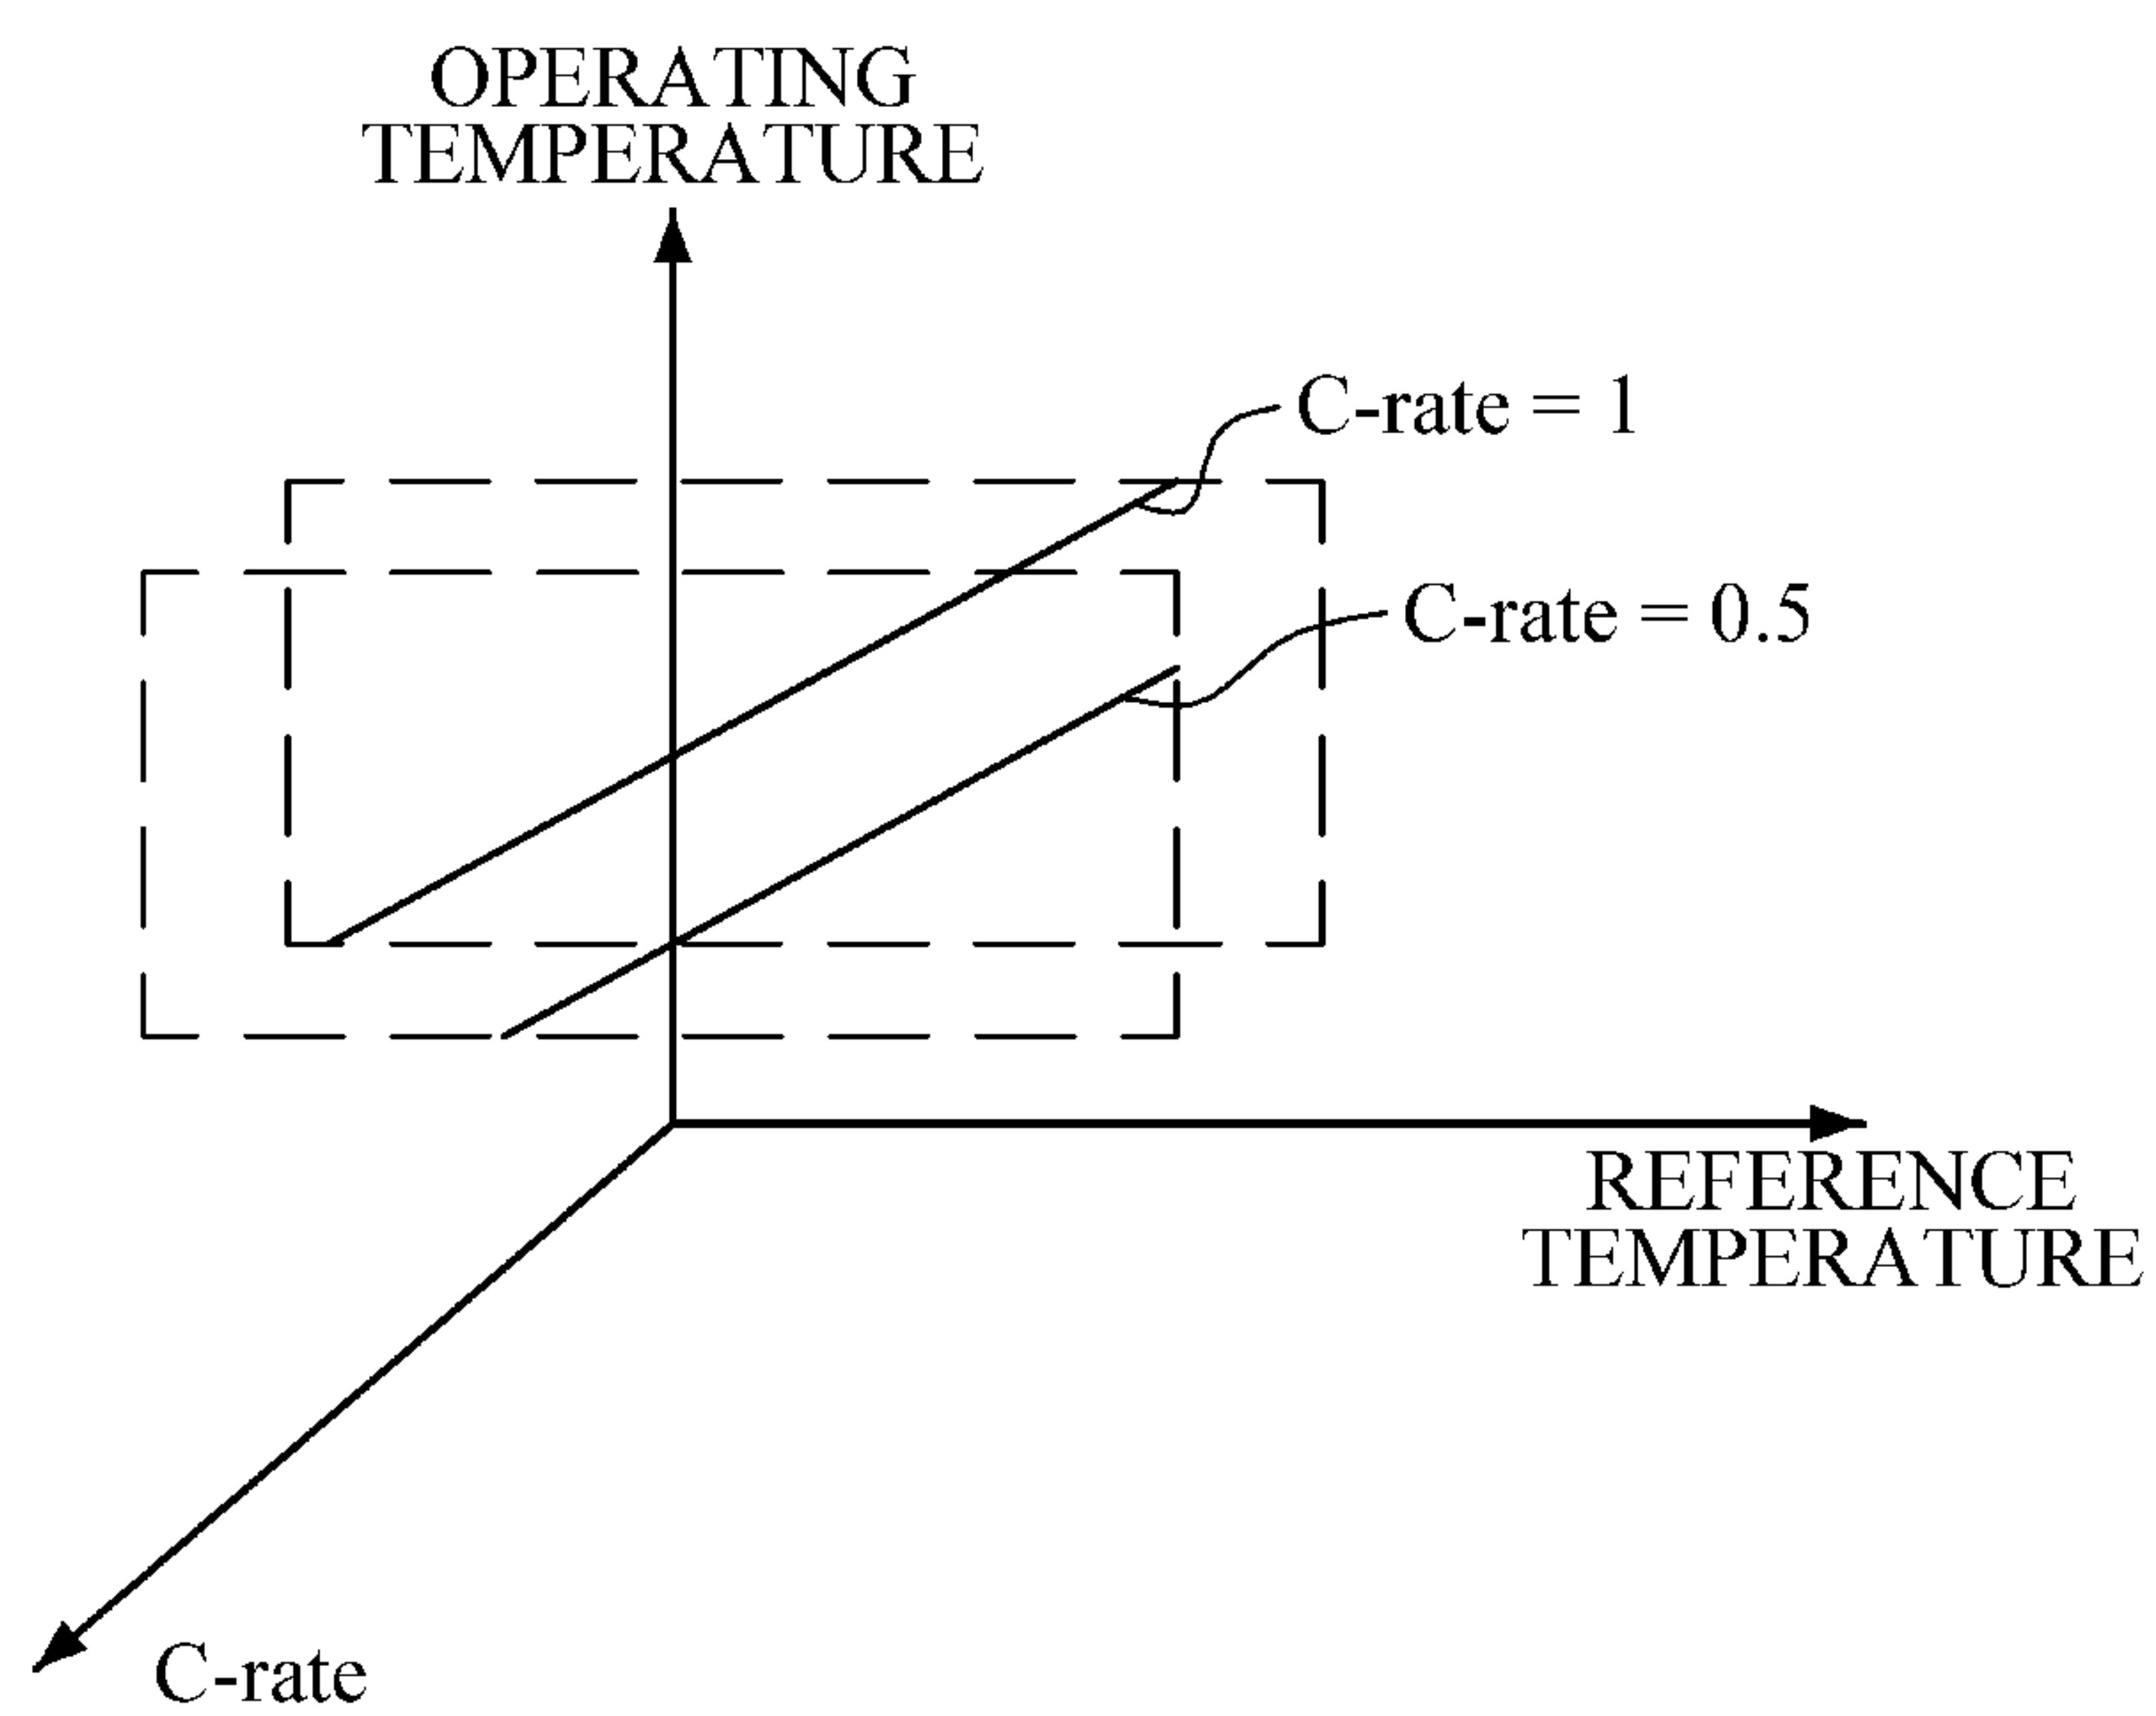 OPERATING
TEMPERATURE
C-rate = 1
C-rate = 0.5
REFERENCE
TEMPERATURE
C-rate